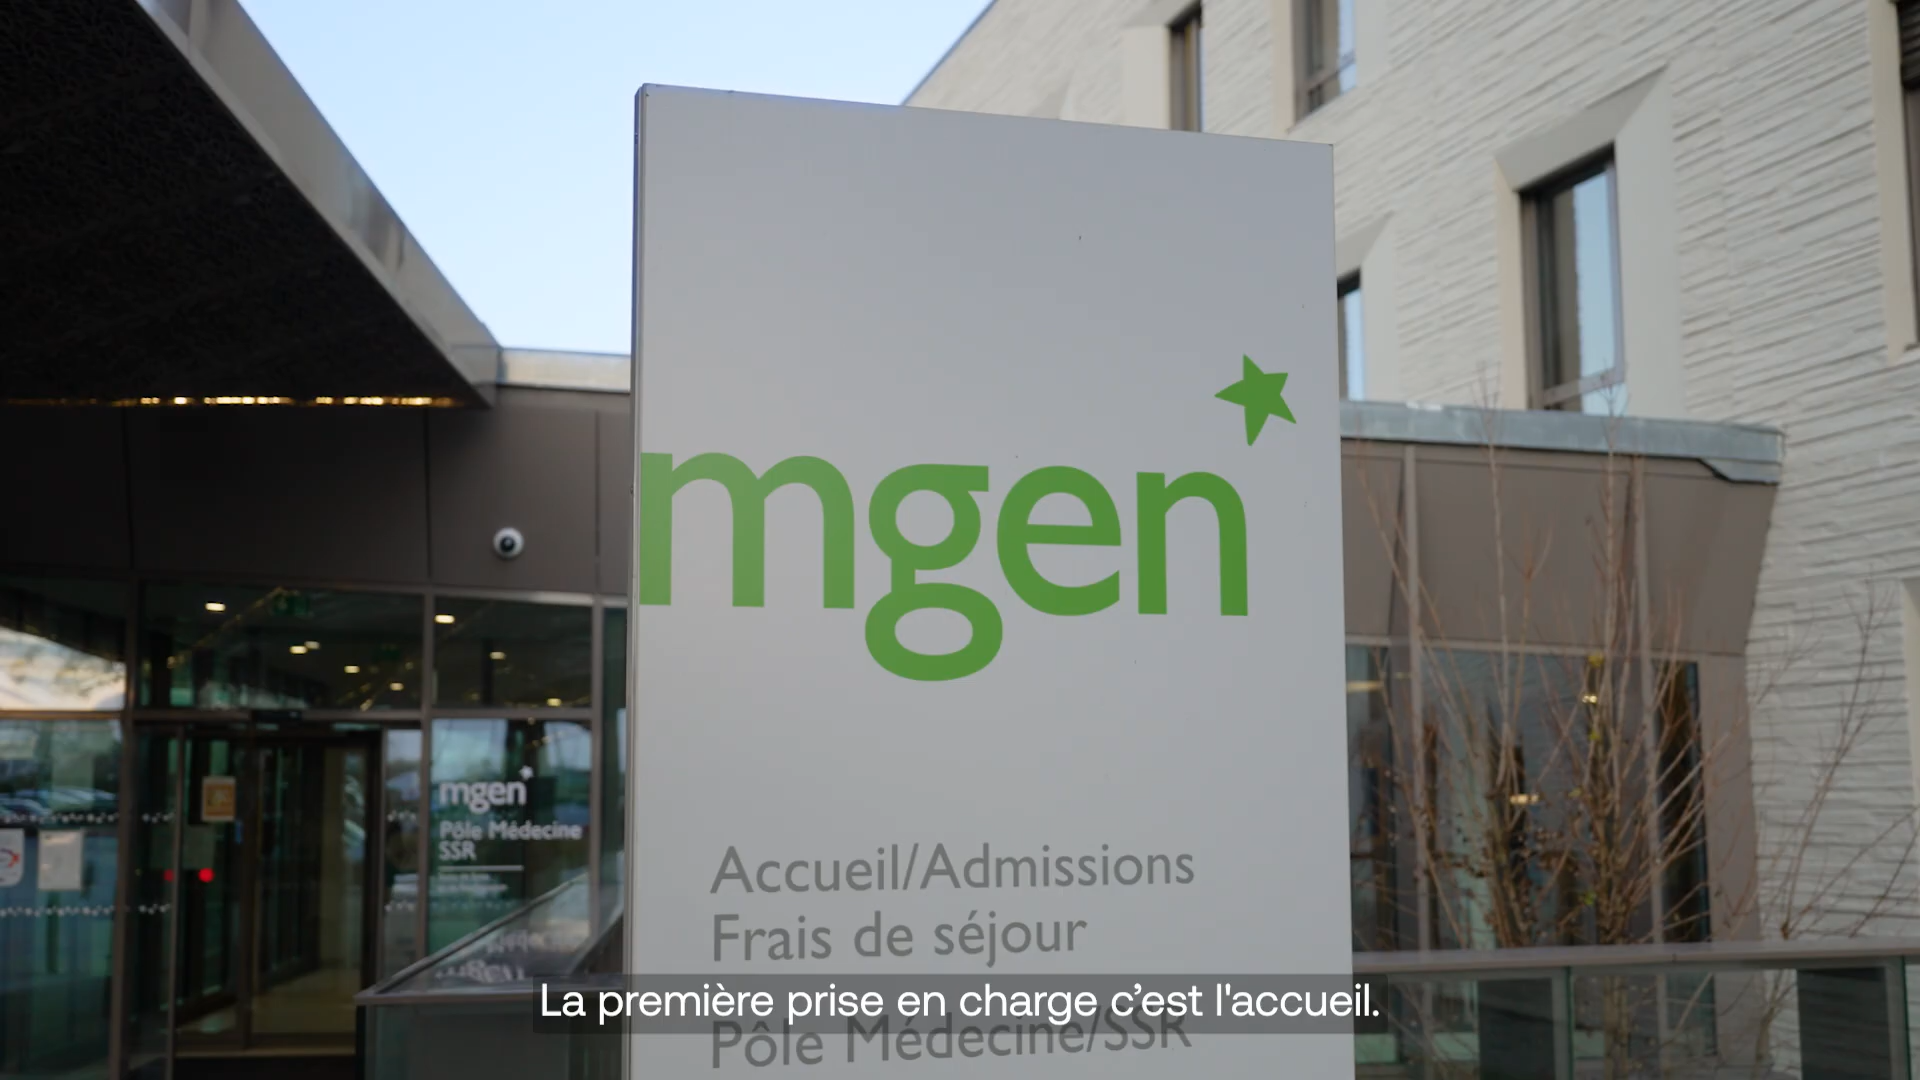 mgen
Accueil/Admissions
Frais de séjour
Pôle Médecine/SSR
La première prise en charge c’est l'accueil.
mgen
Pôle Médecine
SSR